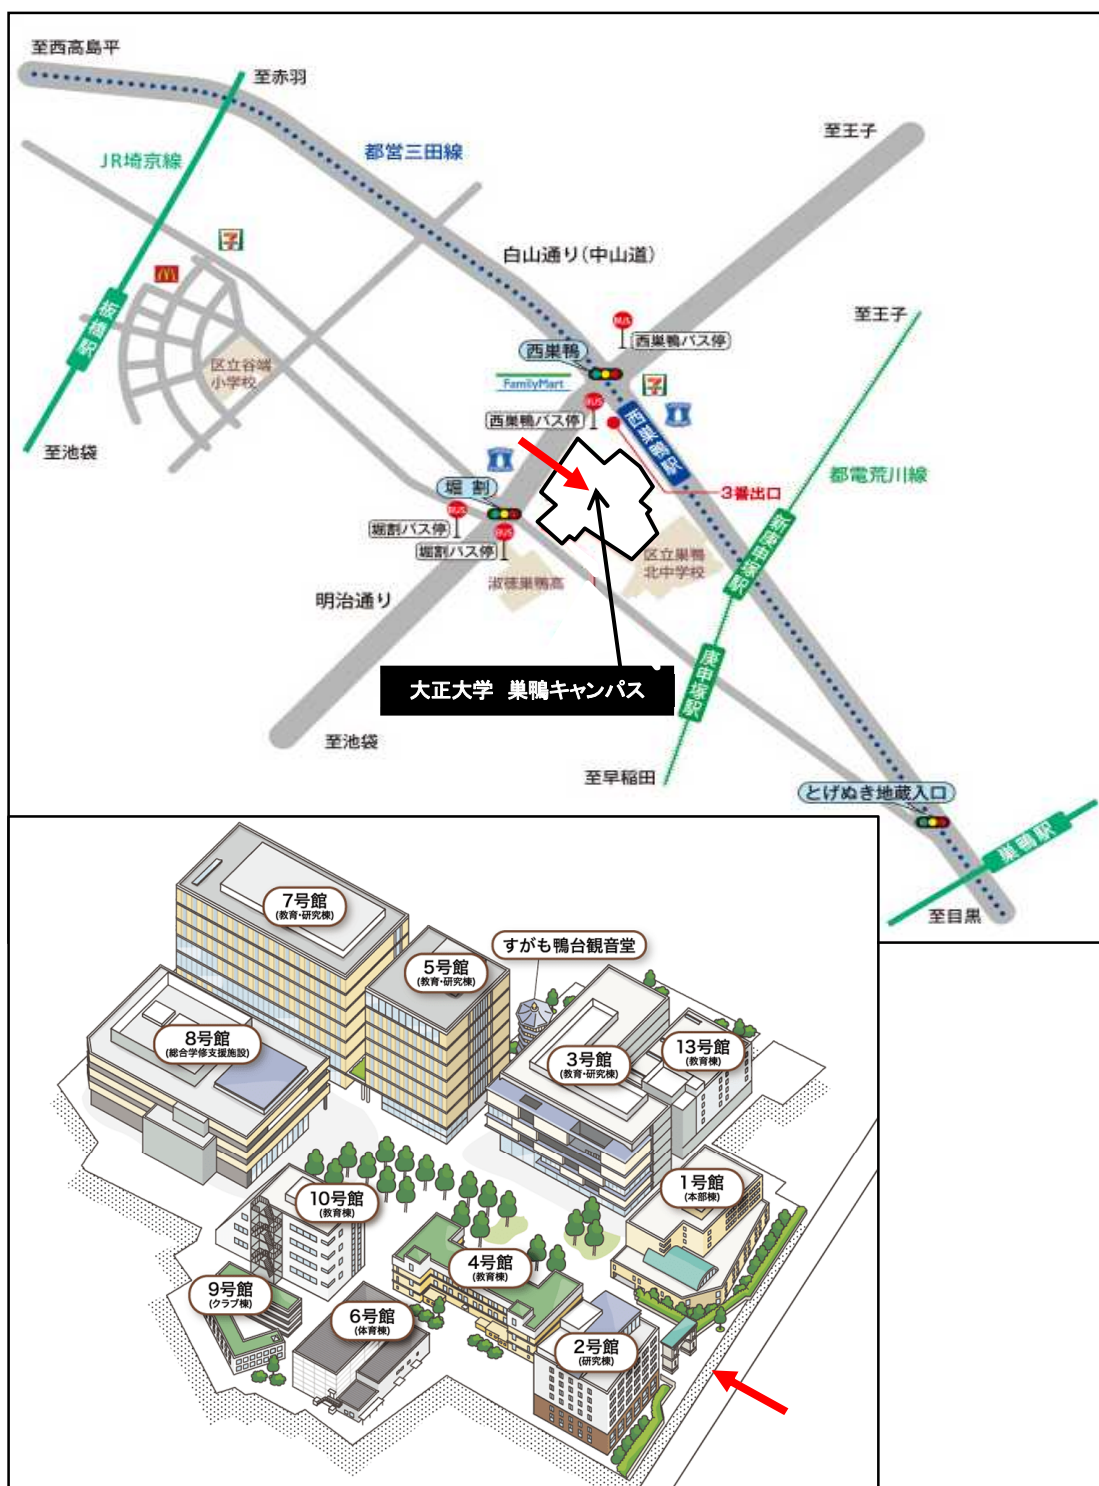 至西高島平
至赤羽
JR埼京線
都営三田線
至王子
白山通り(中山道)
板橋駅
区立谷端
小学校
至池袋
BUS
西巣鴨バス停
西巣鴨
FamilyMart
BUS
西巣鴨バス停
西巣鴨駅
至王子
都電荒川線
3番出口
堀割
BUS
堀割バス停
BUS
堀割バス停
淑徳巣鴨高
区立巣鴨
北中学校
新庚申塚駅
明治通り
庚申塚駅
大正大学 巣鴨キャンパス
至池袋
至早稲田
とげぬき地蔵入口
巣鴨駅
至目黒
7号館
(教育・研究棟)
すがも鴨台観音堂
5号館
(教育・研究棟)
8号館
(総合学修支援施設)
3号館
(教育・研究棟)
13号館
(教育棟)
1号館
(本部棟)
10号館
(教育棟)
4号館
(教育棟)
9号館
(クラブ棟)
6号館
(体育棟)
2号館
(研究棟)